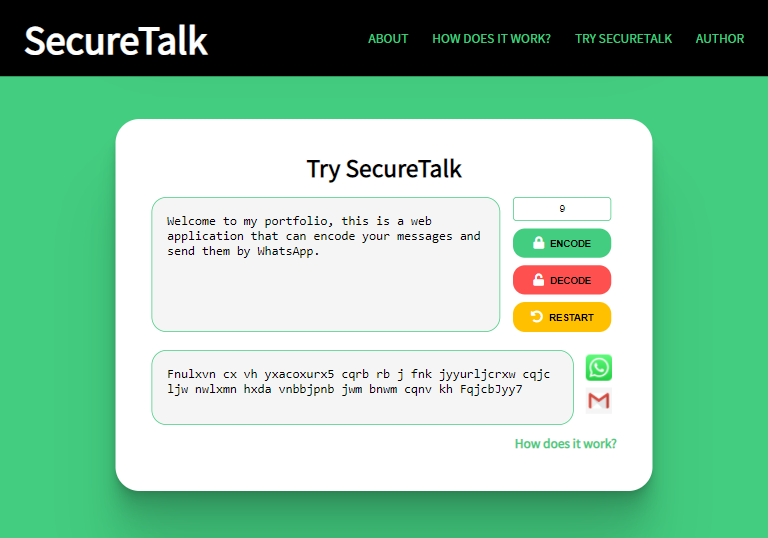 SecureTalk
ABOUT HOW DOES IT WORK? TRY SECURETALK AUTHOR
Try SecureTalk
Welcome to my portfolio, this is a web
application that can encode your messages and
send them by WhatsApp.
9
ENCODE
DECODE
RESTART
Fnulxvn cx vh yxacoxurx5 cqrb rb j fnk jyyurljcrxw cqjc
ljw nwlxmn hxda vnbbjpnb jwm bnwm cqnv kh FqjcbJyy7
How does it work?